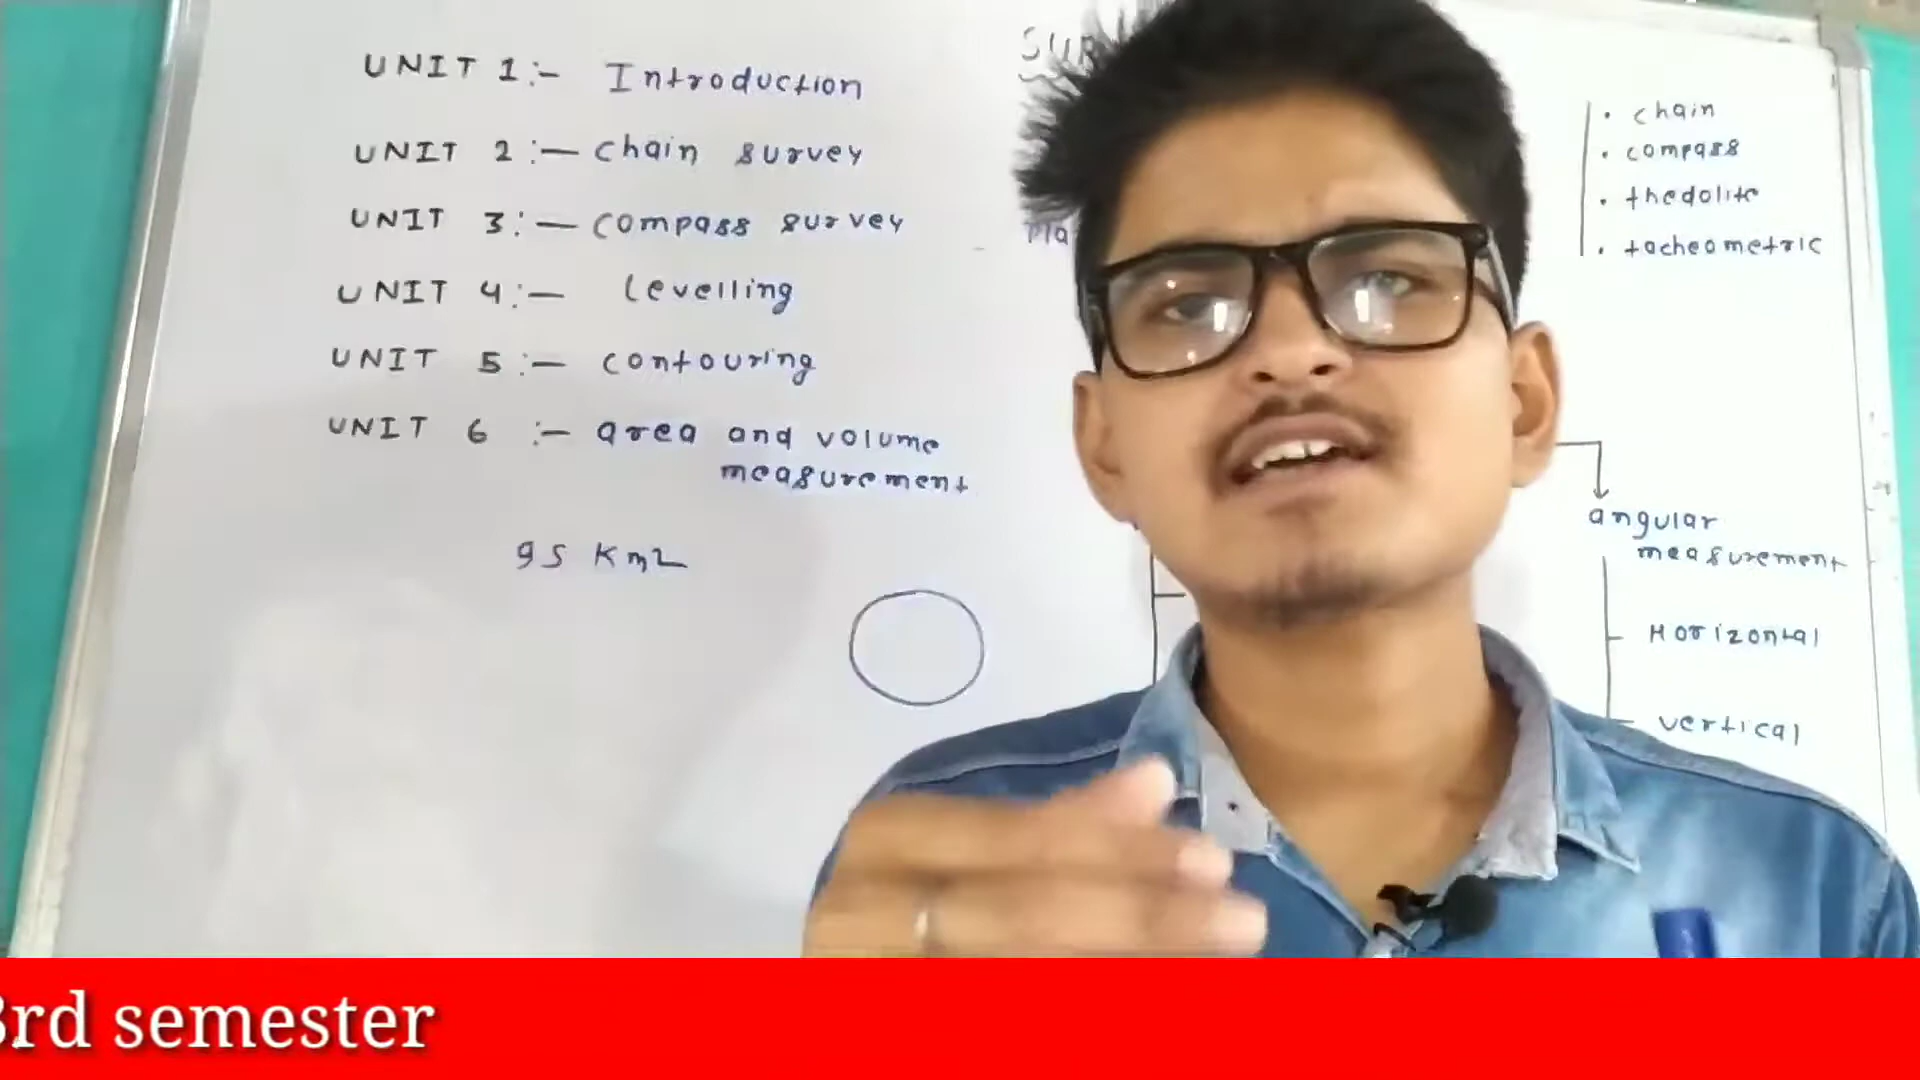 UNIT 1:- Introduction
UNIT 2:- chain survey
UNIT 3:- compass survey
UNIT 4:- Levelling
UNIT 5:- contouring
UNIT 6 :- area and volume
measurement
95 Km2
• chain
• compass
• thedolite
• tacheometric
angular
measurement
Horizontal
vertical
3rd semester